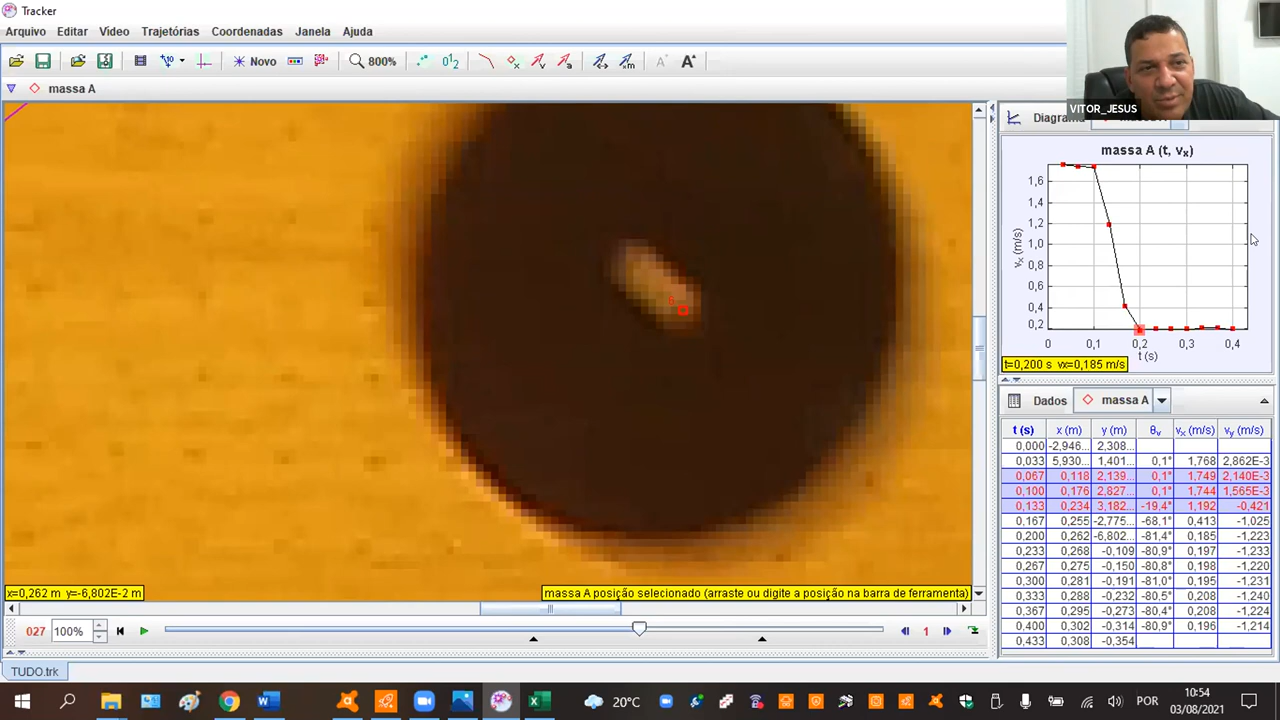 Tracker
Arquivo Editar Vídeo Trajetórias Coordenadas Janela Ajuda
Novo 800%
massa A
VITOR_JESUS
Diagrama
massa A (t, vx)
vx (m/s)
1,6
1,4
1,2
1,0
0,8
0,6
0,4
0,2
0 0,1 0,2 0,3 0,4
t (s)
t=0,200 s vx=0,185 m/s
6
Dados massa A
t (s) x (m) y (m) θv vx (m/s) vy (m/s)
0,000 -2,946... 2,308...
0,033 5,930... 1,401... 0,1° 1,768 2,862E-3
0,067 0,118 2,139... 0,1° 1,749 2,140E-3
0,100 0,176 2,827... 0,1° 1,744 1,565E-3
0,133 0,234 3,182... -19,4° 1,192 -0,421
0,167 0,255 -2,775... -68,1° 0,413 -1,025
0,200 0,262 -6,802... -81,4° 0,185 -1,223
0,233 0,268 -0,109 -80,9° 0,197 -1,233
0,267 0,275 -0,150 -80,8° 0,198 -1,220
0,300 0,281 -0,191 -81,0° 0,195 -1,231
0,333 0,288 -0,232 -80,5° 0,208 -1,240
0,367 0,295 -0,273 -80,4° 0,208 -1,224
0,400 0,302 -0,314 -80,9° 0,196 -1,214
0,433 0,308 -0,354
x=0,262 m y=-6,802E-2 m
massa A posição selecionado (arraste ou digite a posição na barra de ferramenta)
027 100% 1
TUDO.trk
20°C POR 10:54
03/08/2021